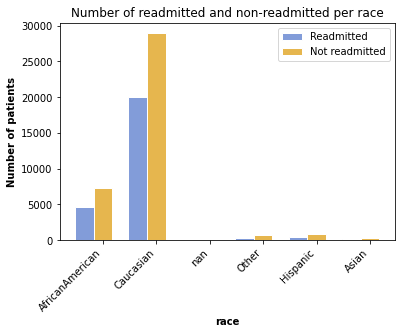 Number of readmitted and non-readmitted per race
Readmitted
Not readmitted
Number of patients
30000
25000
20000
15000
10000
5000
0
AfricanAmerican
Caucasian
nan
Other
Hispanic
Asian
race